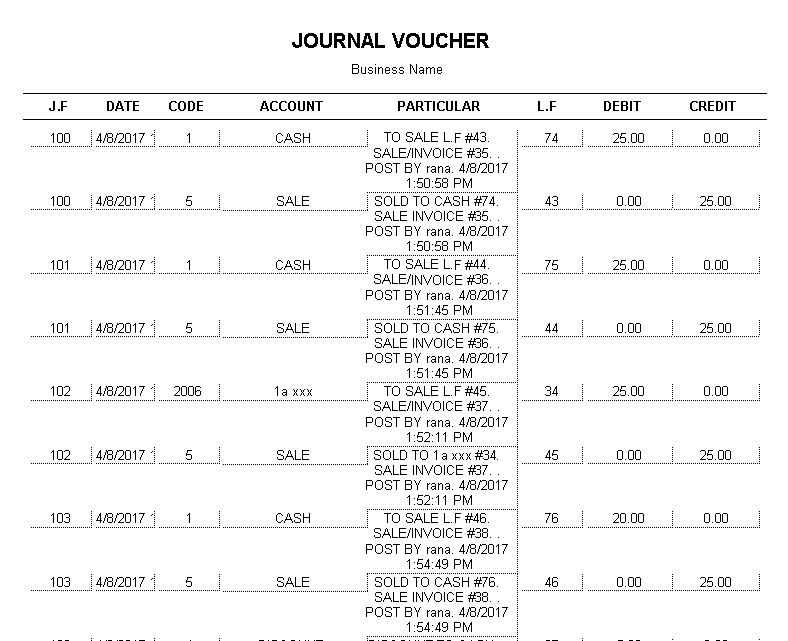 JOURNAL VOUCHER
Business Name
J.F DATE CODE ACCOUNT PARTICULAR L.F DEBIT CREDIT
100 4/8/2017 1 CASH TO SALE L.F #43. 74 25.00 0.00
SALE/INVOICE #35. .
POST BY rana. 4/8/2017
1:50:58 PM
100 4/8/2017 5 SALE SOLD TO CASH #74. 43 0.00 25.00
SALE INVOICE #35. .
POST BY rana. 4/8/2017
1:50:58 PM
101 4/8/2017 1 CASH TO SALE L.F #44. 75 25.00 0.00
SALE/INVOICE #36. .
POST BY rana. 4/8/2017
1:51:45 PM
101 4/8/2017 5 SALE SOLD TO CASH #75. 44 0.00 25.00
SALE INVOICE #36. .
POST BY rana. 4/8/2017
1:51:45 PM
102 4/8/2017 2006 1a xxx TO SALE L.F #45. 34 25.00 0.00
SALE/INVOICE #37. .
POST BY rana. 4/8/2017
1:52:11 PM
102 4/8/2017 5 SALE SOLD TO 1a xxx #34. 45 0.00 25.00
SALE INVOICE #37. .
POST BY rana. 4/8/2017
1:52:11 PM
103 4/8/2017 1 CASH TO SALE L.F #46. 76 20.00 0.00
SALE/INVOICE #38. .
POST BY rana. 4/8/2017
1:54:49 PM
103 4/8/2017 5 SALE SOLD TO CASH #76. 46 0.00 25.00
SALE INVOICE #38. .
POST BY rana. 4/8/2017
1:54:49 PM